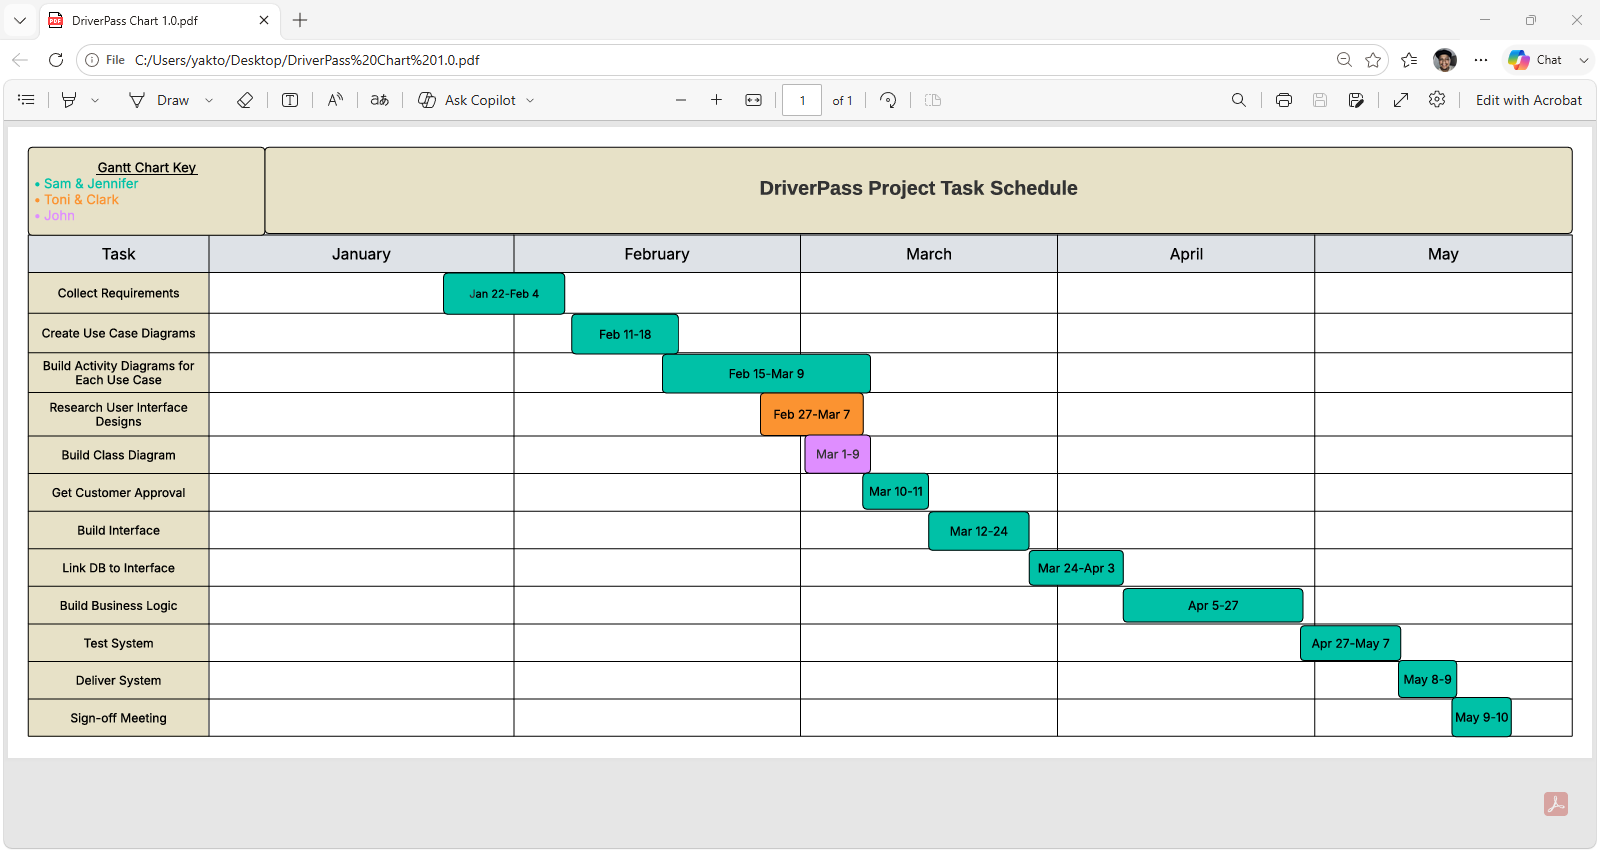 DriverPass Chart 1.0.pdf
File
C:/Users/yakto/Desktop/DriverPass%20Chart%201.0.pdf
Chat
Draw
Ask Copilot
1
of 1
Edit with Acrobat
Gantt Chart Key
• Sam & Jennifer
• Toni & Clark
• John
DriverPass Project Task Schedule
Task
January
February
March
April
May
Collect Requirements
Jan 22-Feb 4
Create Use Case Diagrams
Feb 11-18
Build Activity Diagrams for
Each Use Case
Feb 15-Mar 9
Research User Interface
Designs
Feb 27-Mar 7
Build Class Diagram
Mar 1-9
Get Customer Approval
Mar 10-11
Build Interface
Mar 12-24
Link DB to Interface
Mar 24-Apr 3
Build Business Logic
Apr 5-27
Test System
Apr 27-May 7
Deliver System
May 8-9
Sign-off Meeting
May 9-10